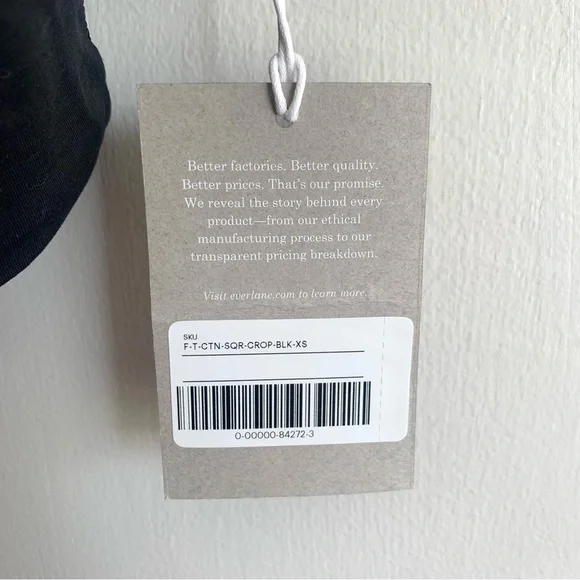 Better factories. Better quality.
Better prices. That's our promise.
We reveal the story behind every
product—from our ethical
manufacturing process to our
transparent pricing breakdown.
Visit everlane.com to learn more.
SKU
F-T-CTN-SQR-CROP-BLK-XS
0-00000-84272-3